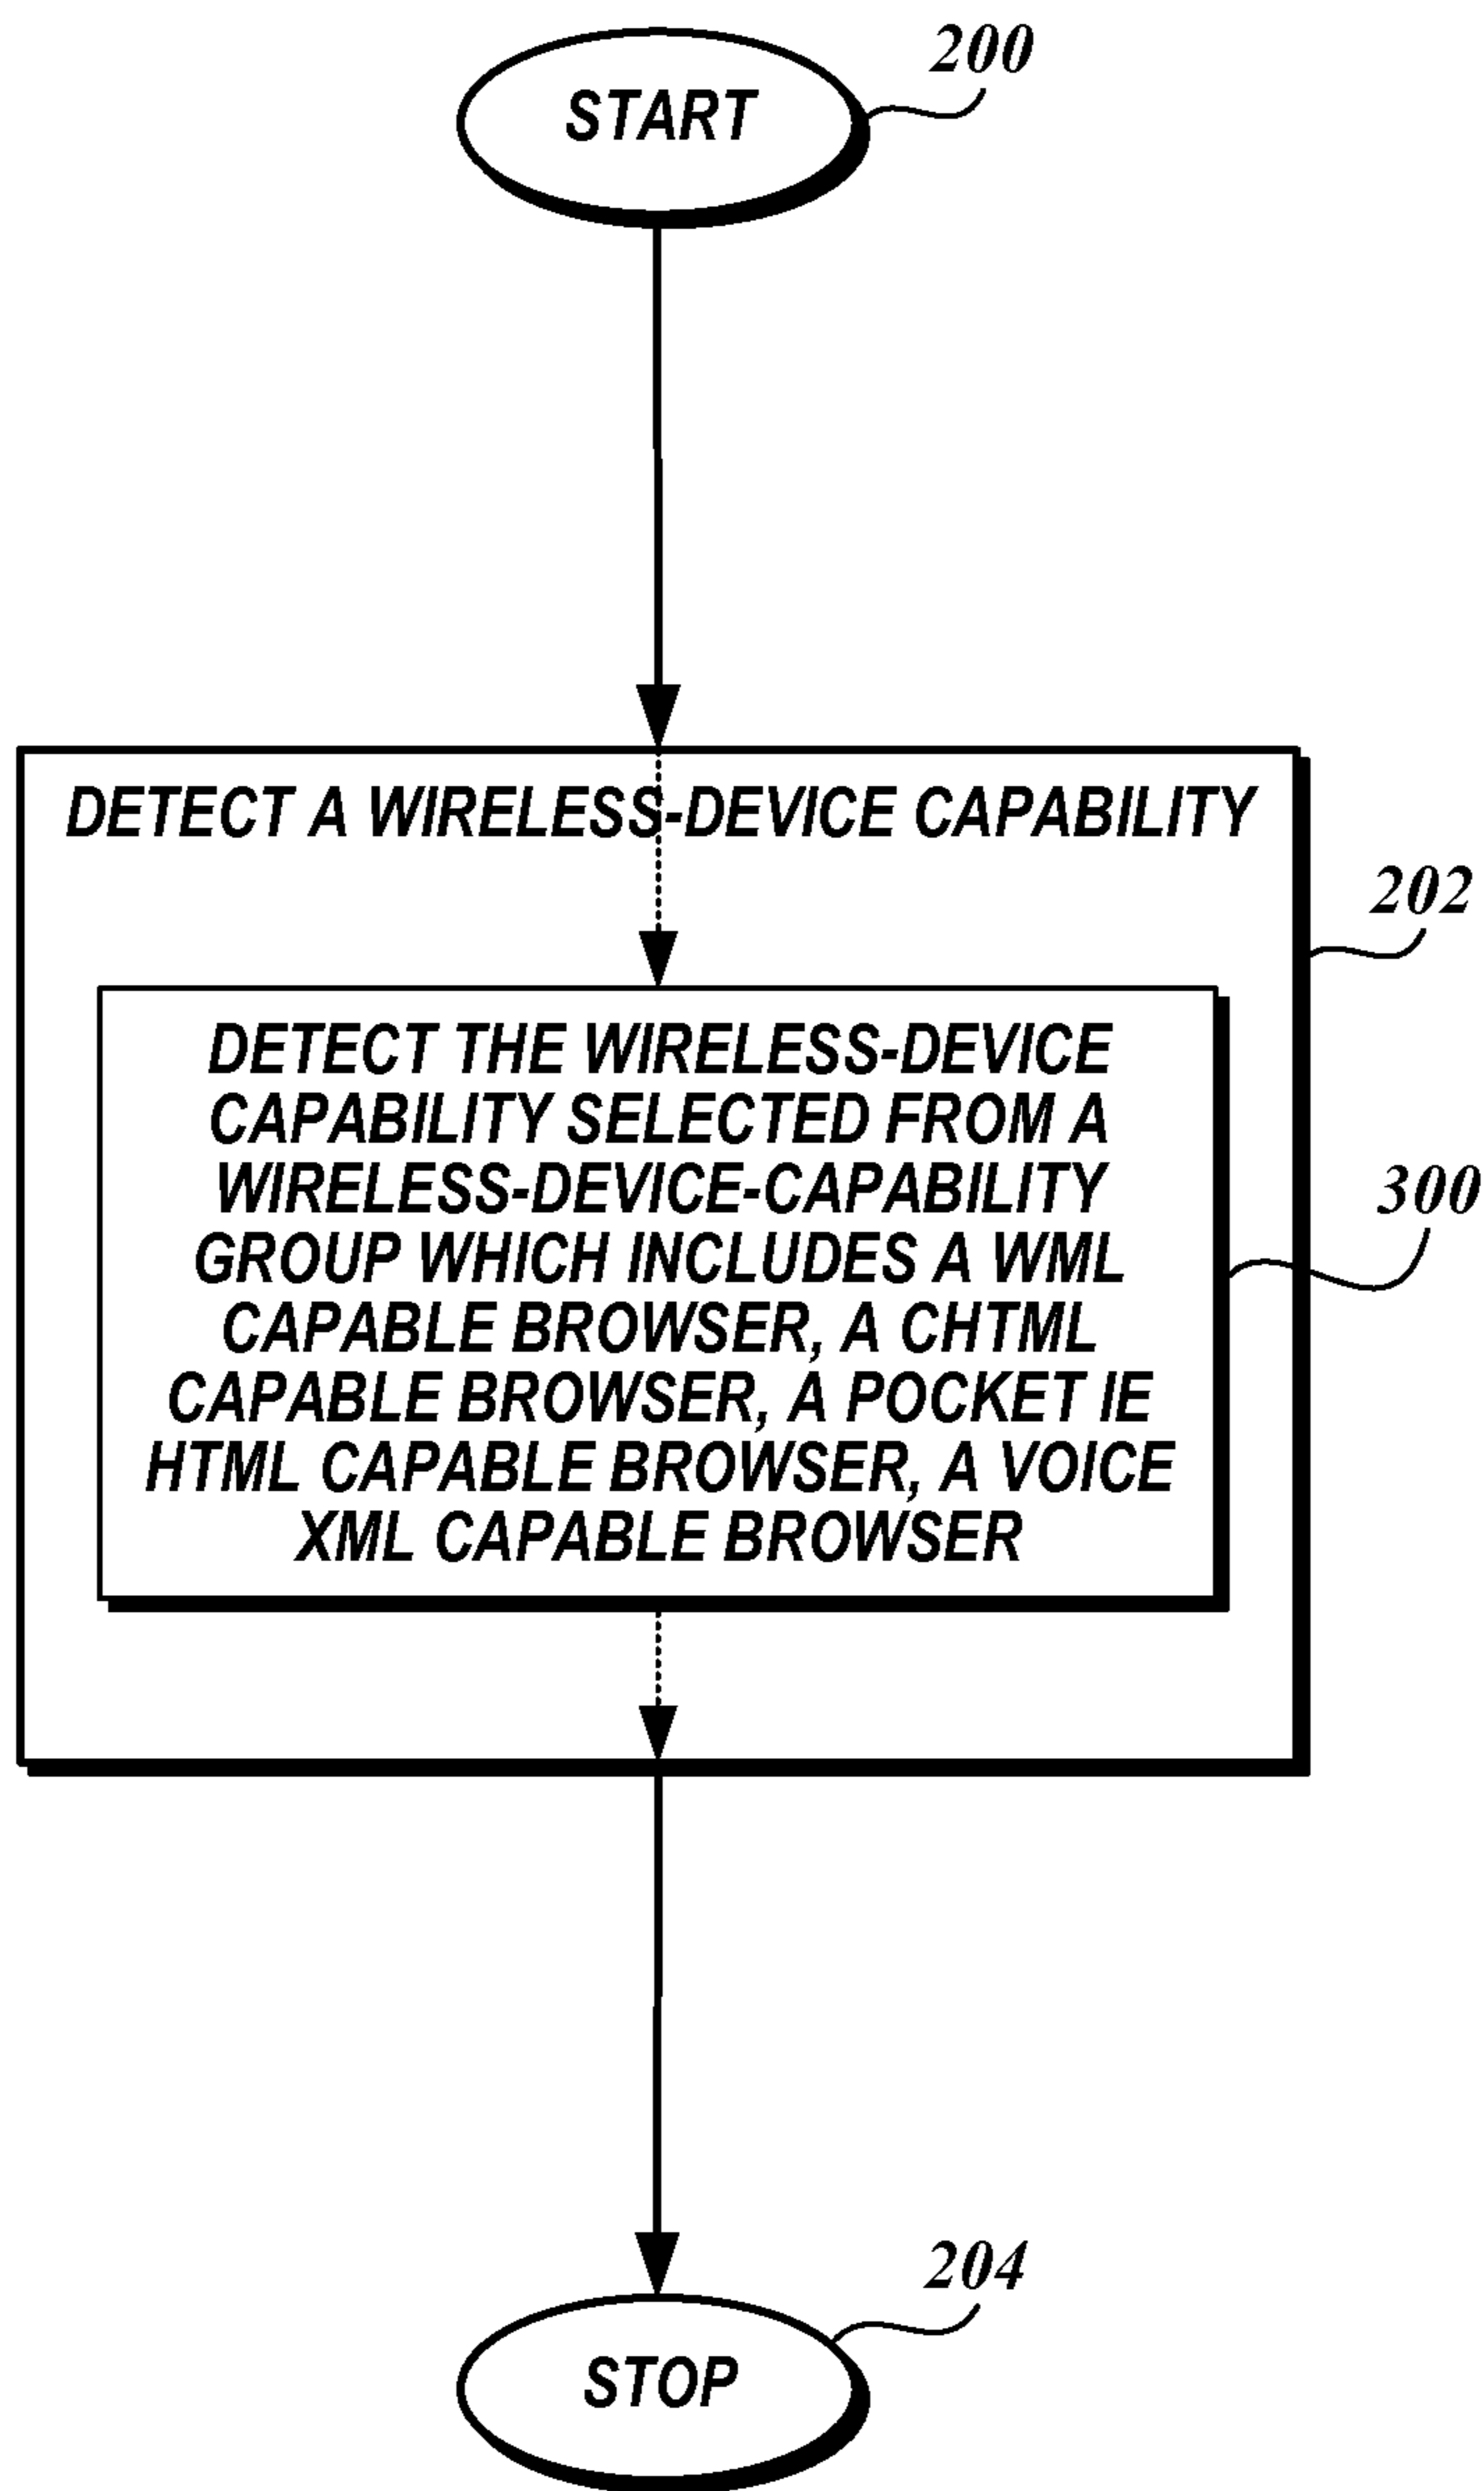 200
START
DETECT A WIRELESS-DEVICE CAPABILITY
202
DETECT THE WIRELESS-DEVICE
CAPABILITY SELECTED FROM A
WIRELESS-DEVICE-CAPABILITY
GROUP WHICH INCLUDES A WML
CAPABLE BROWSER, A CHTML
CAPABLE BROWSER, A POCKET IE
HTML CAPABLE BROWSER, A VOICE
XML CAPABLE BROWSER
300
204
STOP